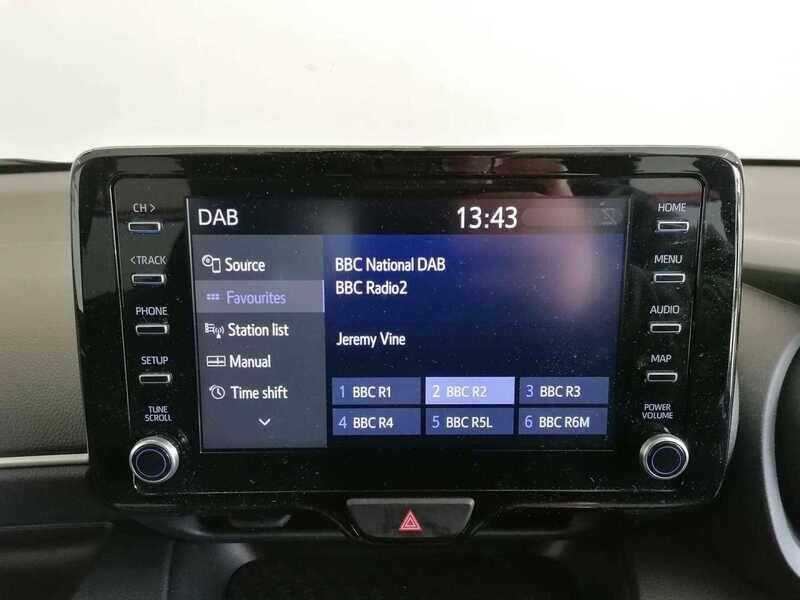 CH >
<TRACK
PHONE
SETUP
TUNE
SCROLL
DAB
13:43
Source
Favourites
Station list
Manual
Time shift
BBC National DAB
BBC Radio2
Jeremy Vine
1 BBC R1 2 BBC R2 3 BBC R3
4 BBC R4 5 BBC R5L 6 BBC R6M
HOME
MENU
AUDIO
MAP
POWER
VOLUME